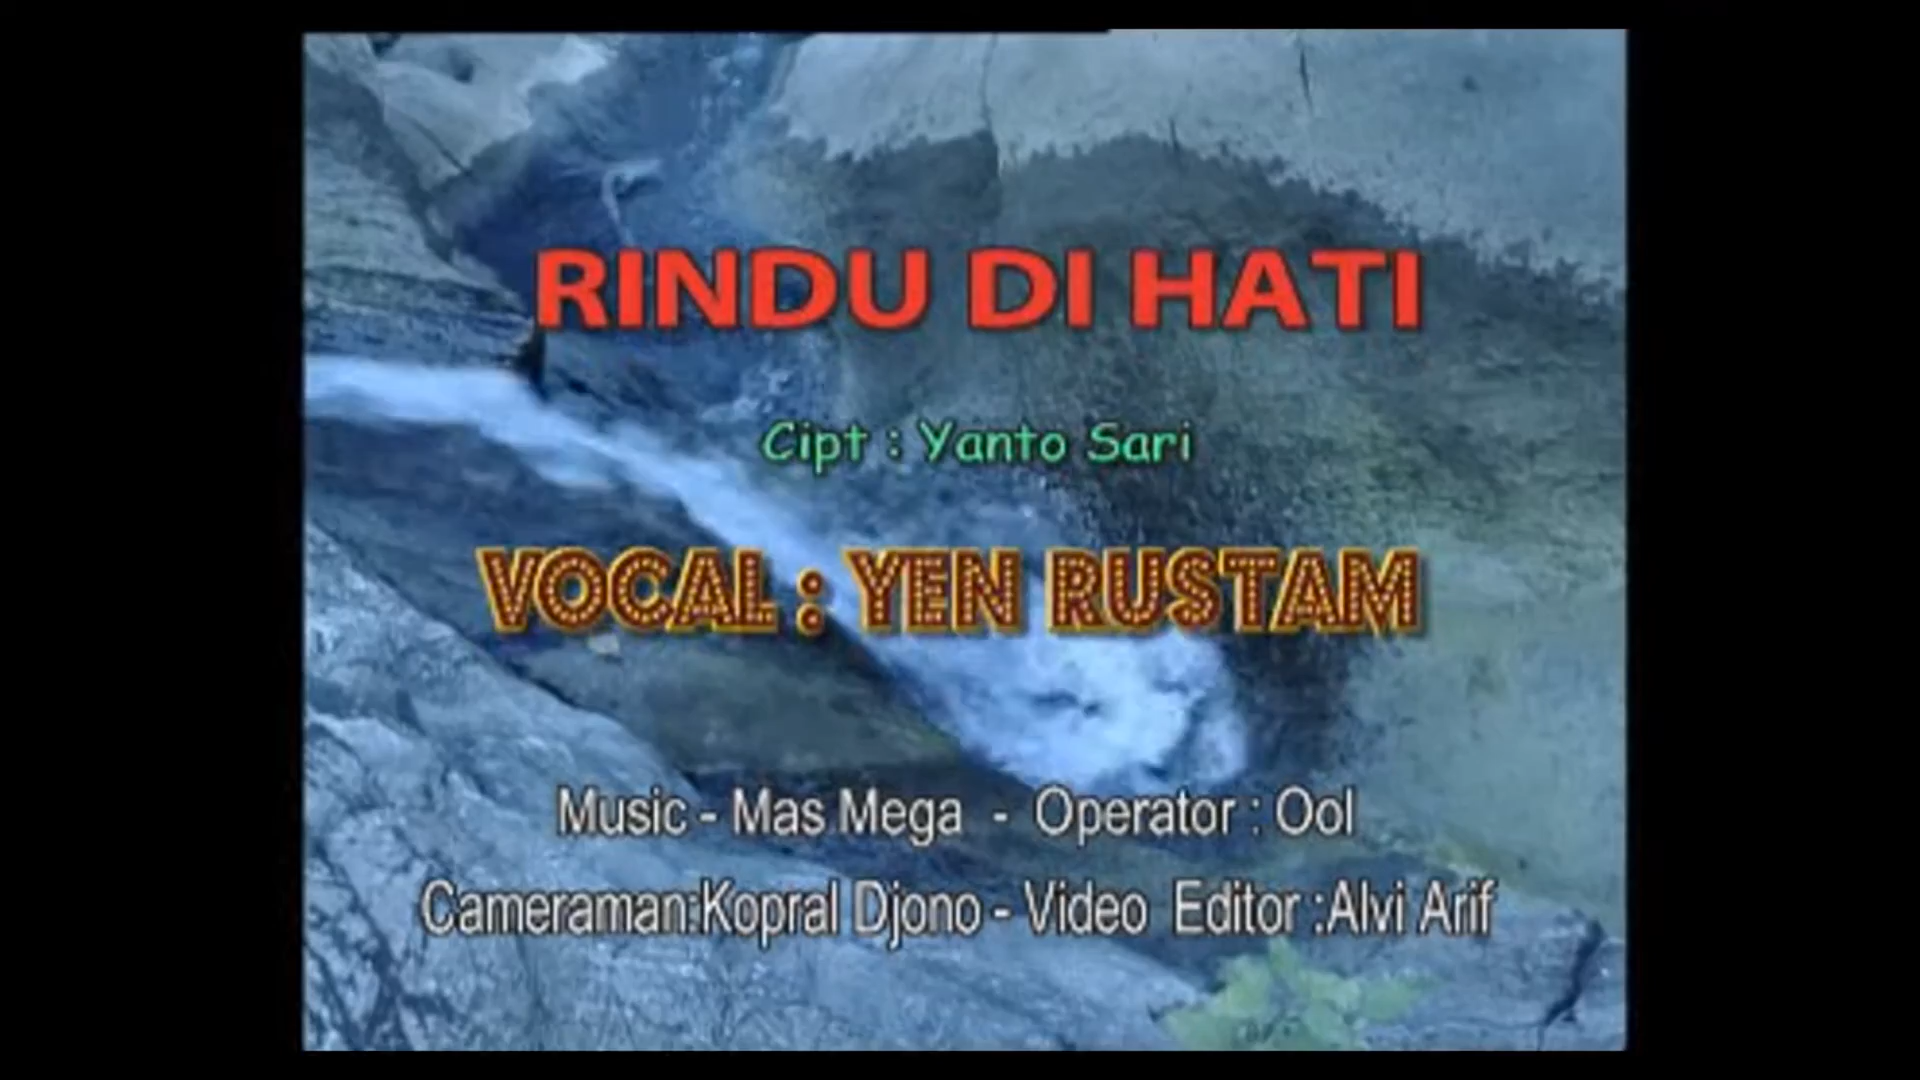 RINDU DI HATI
Cipt : Yanto Sari
VOCAL : YEN RUSTAM
Music - Mas Mega - Operator : Ool
Cameraman:Kopral Djono - Video Editor :Alvi Arif